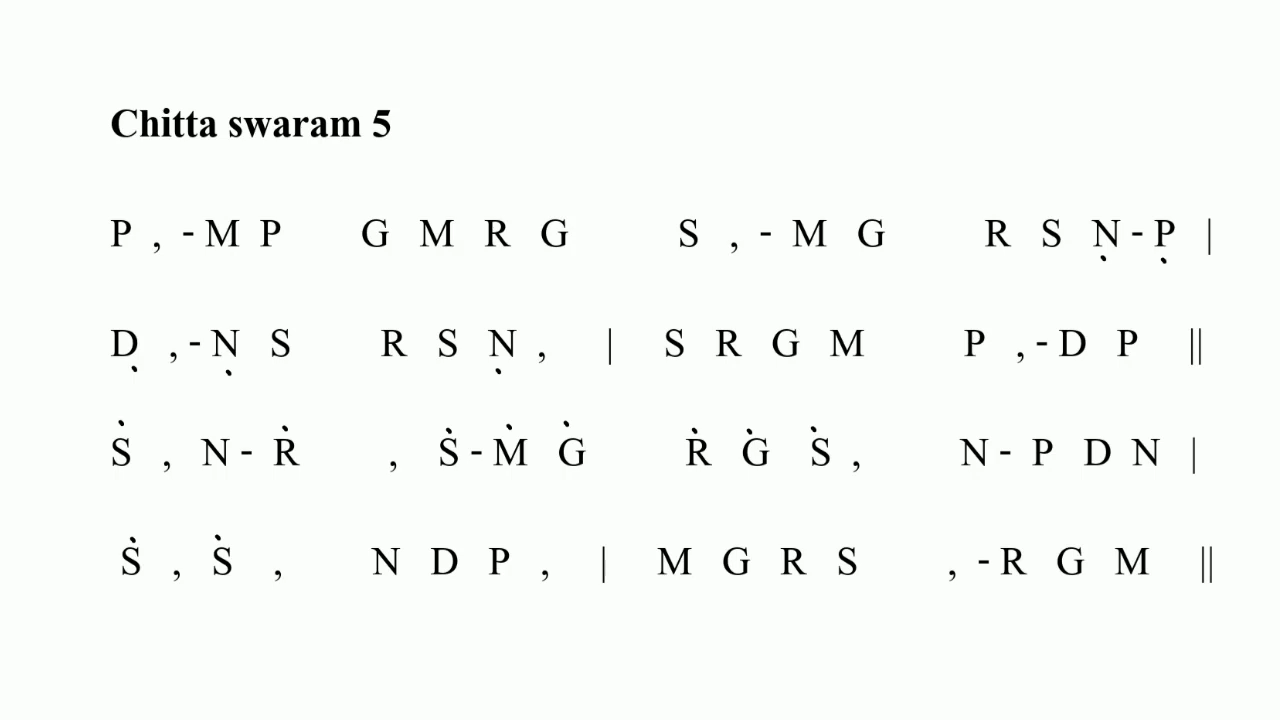 Chitta swaram 5
P , - M P G M R G S , - M G R S Ṇ - P̣ |
Ḍ , - Ṇ S R S Ṇ , | S R G M P , - D P ||
Ṡ , N - Ṙ , Ṡ - Ṁ Ġ Ṙ Ġ Ṡ , N - P D N |
Ṡ , Ṡ , N D P , | M G R S , - R G M ||